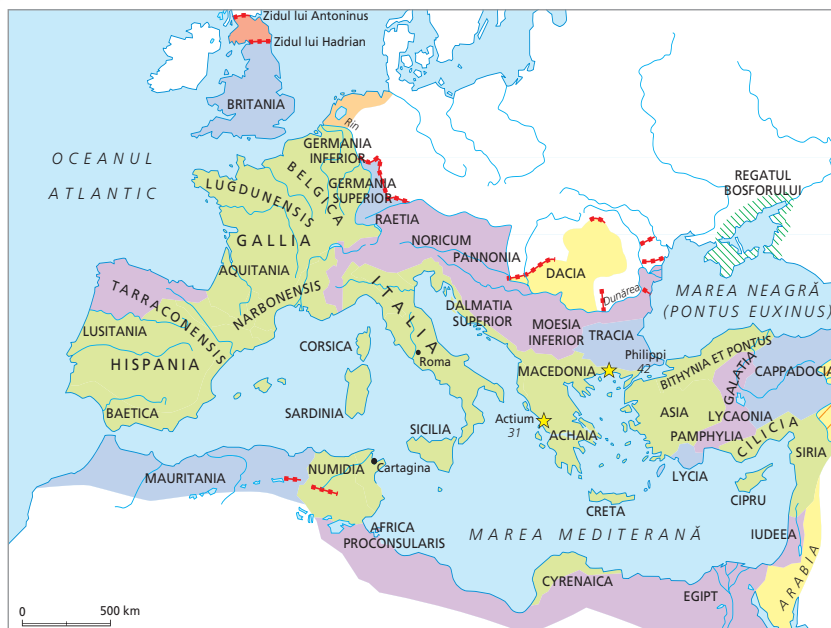 Zidul lui Antoninus
Zidul lui Hadrian
BRITANIA
OCEANUL
ATLANTIC
Rin
GERMANIA
INFERIOR
BELGICA
GERMANIA
SUPERIOR
LUGDUNENSIS
GALLIA
RAETIA
NORICUM
PANNONIA
AQUITANIA
NARBONENSIS
REGATUL
BOSFORULUI
DACIA
Dunărea
MAREA NEAGRĂ
(PONTUS EUXINUS)
TARRACONENSIS
LUSITANIA
HISPANIA
BAETICA
ITALIA
DALMATIA
SUPERIOR
MOESIA
INFERIOR
TRACIA
CORSICA
Roma
Philippi
42
MACEDONIA
BITHYNIA ET PONTUS
GALATIA
CAPPADOCIA
SARDINIA
SICILIA
Actium
31
ACHAIA
ASIA
LYCAONIA
PAMPHYLIA
CILICIA
SIRIA
LYCIA
CIPRU
CRETA
MAURITANIA
NUMIDIA
Cartagina
AFRICA
PROCONSULARIS
MAREA MEDITERANĂ
IUDEEA
CYRENAICA
EGIPT
ARABIA
0 500 km